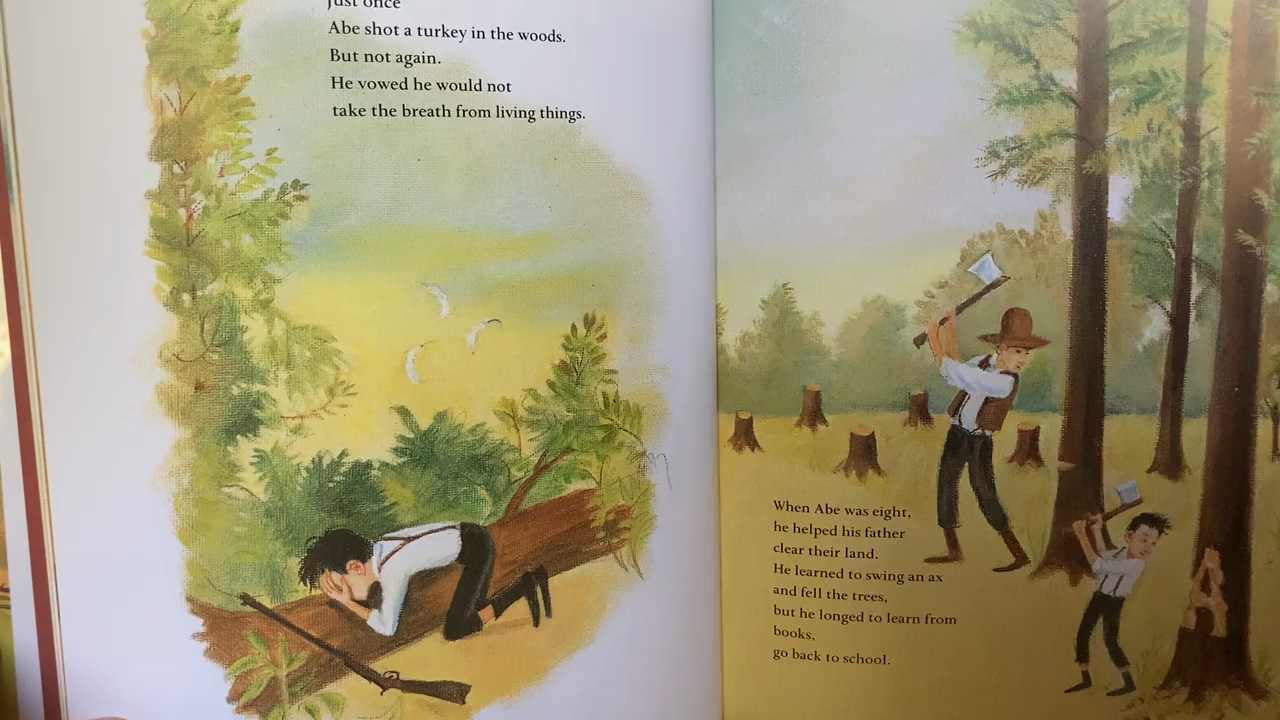 Just once
Abe shot a turkey in the woods.
But not again.
He vowed he would not
take the breath from living things.
When Abe was eight,
he helped his father
clear their land.
He learned to swing an ax
and fell the trees,
but he longed to learn from
books,
go back to school.